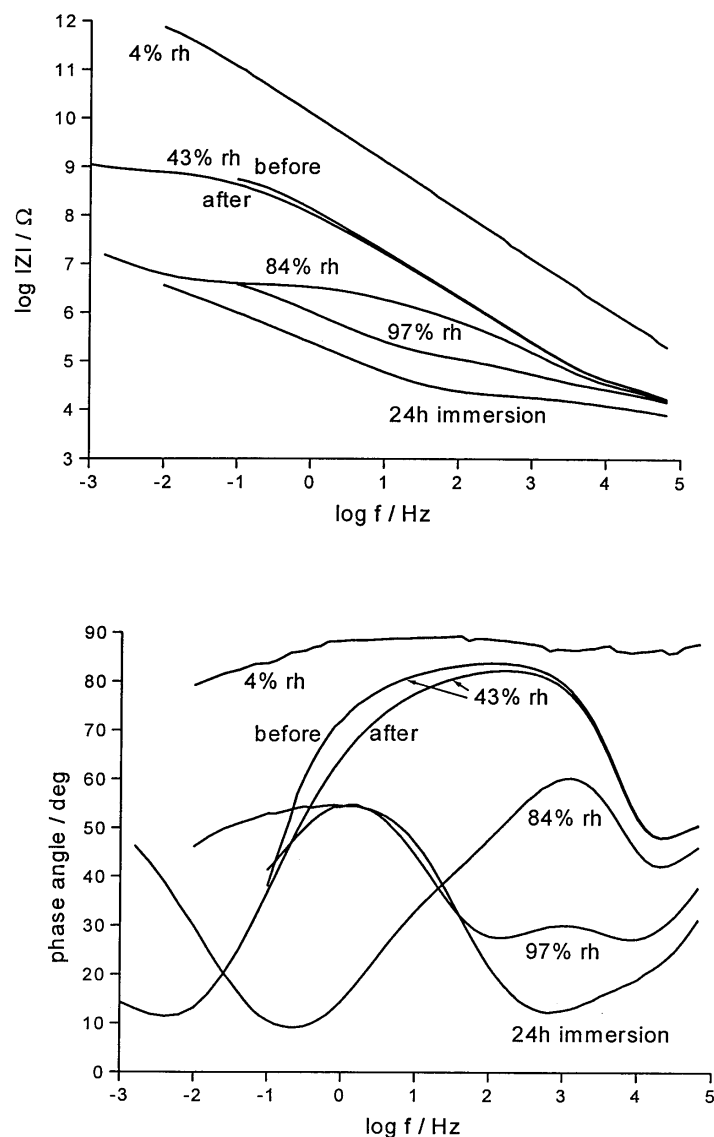 12
11
10
9
8
7
6
5
4
3
log |Z| / Ω
4% rh
43% rh
before
after
84% rh
97% rh
24h immersion
-3 -2 -1 0 1 2 3 4 5
log f / Hz
90
80
70
60
50
40
30
20
10
0
phase angle / deg
4% rh
43% rh
before
after
84% rh
97% rh
24h immersion
-3 -2 -1 0 1 2 3 4 5
log f / Hz